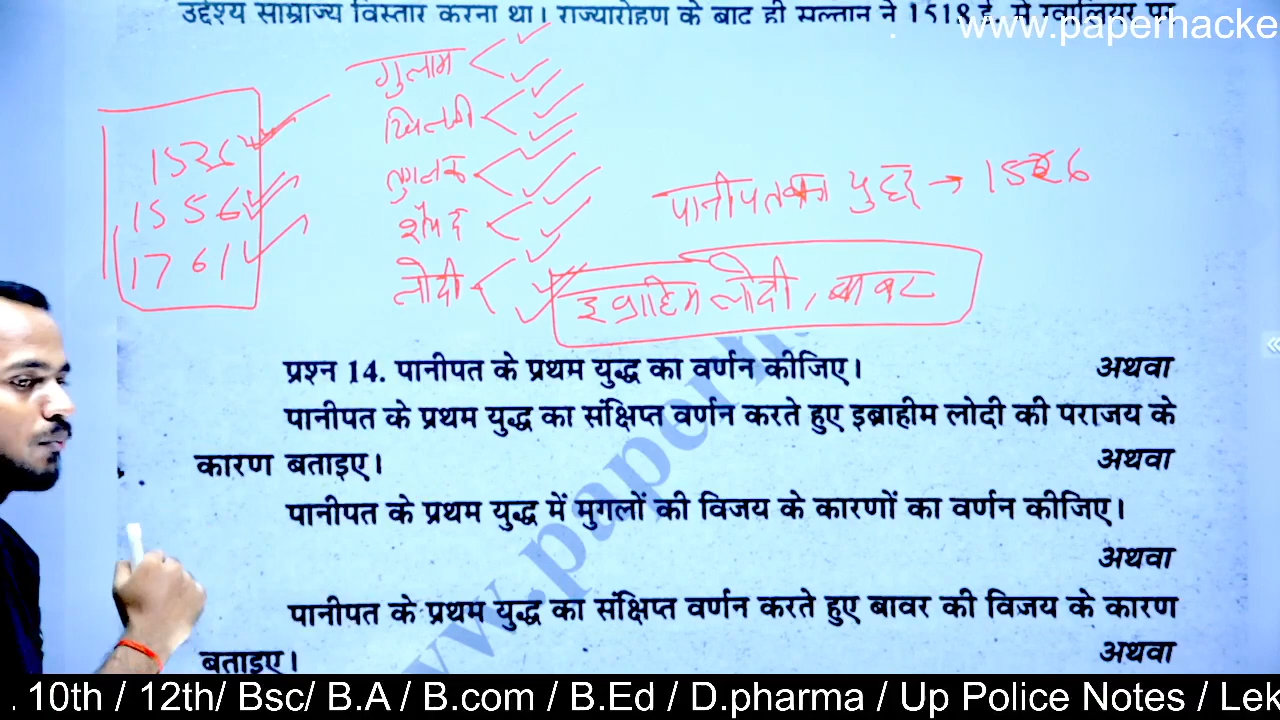 उद्देश्य साम्राज्य विस्तार करना था। राज्यारोहण के बाद ही सुल्तान ने 1518 ई. में ग्वालियर पर
www.paperhacke
गुलाम
खिलजी
तुगलक
सैयद
लोदी
1526
1556
1761
पानीपत का युद्ध → 1526
इब्राहिम लोदी, बाबर
प्रश्न 14. पानीपत के प्रथम युद्ध का वर्णन कीजिए। अथवा
पानीपत के प्रथम युद्ध का संक्षिप्त वर्णन करते हुए इब्राहीम लोदी की पराजय के
कारण बताइए। अथवा
पानीपत के प्रथम युद्ध में मुगलों की विजय के कारणों का वर्णन कीजिए।
अथवा
पानीपत के प्रथम युद्ध का संक्षिप्त वर्णन करते हुए बावर की विजय के कारण
बताइए। अथवा
. 10th / 12th/ Bsc/ B.A / B.com / B.Ed / D.pharma / Up Police Notes / Lek